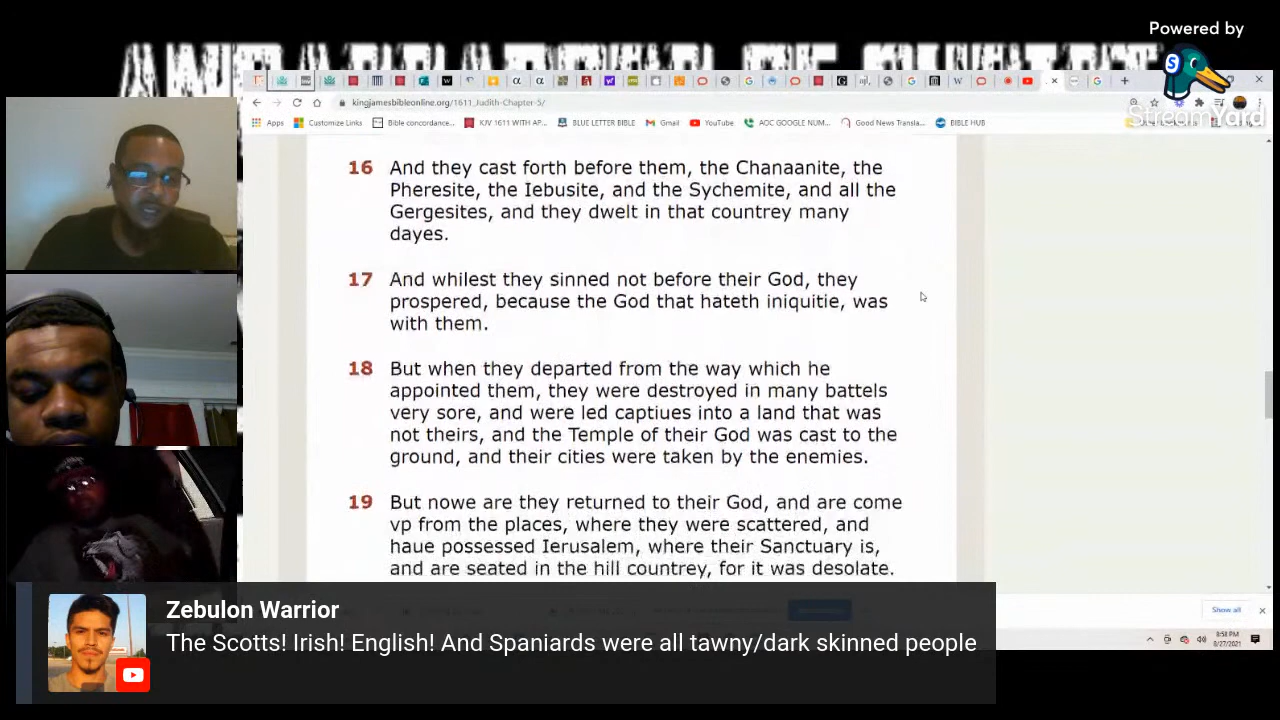 Powered by
StreamYard
kingjamesbibleonline.org/1611_Judith-Chapter-5/
Apps Customize Links Bible concordance... KJV 1611 WITH AP... BLUE LETTER BIBLE Gmail YouTube AOC GOOGLE NUM... Good News Transla... BIBLE HUB
16 And they cast forth before them, the Chanaanite, the
Pheresite, the Iebusite, and the Sychemite, and all the
Gergesites, and they dwelt in that countrey many
dayes.
17 And whilest they sinned not before their God, they
prospered, because the God that hateth iniquitie, was
with them.
18 But when they departed from the way which he
appointed them, they were destroyed in many battels
very sore, and were led captiues into a land that was
not theirs, and the Temple of their God was cast to the
ground, and their cities were taken by the enemies.
19 But nowe are they returned to their God, and are come
vp from the places, where they were scattered, and
haue possessed Ierusalem, where their Sanctuary is,
and are seated in the hill countrey, for it was desolate.
Show all
8:58 PM
8/27/2021
Zebulon Warrior
The Scotts! Irish! English! And Spaniards were all tawny/dark skinned people